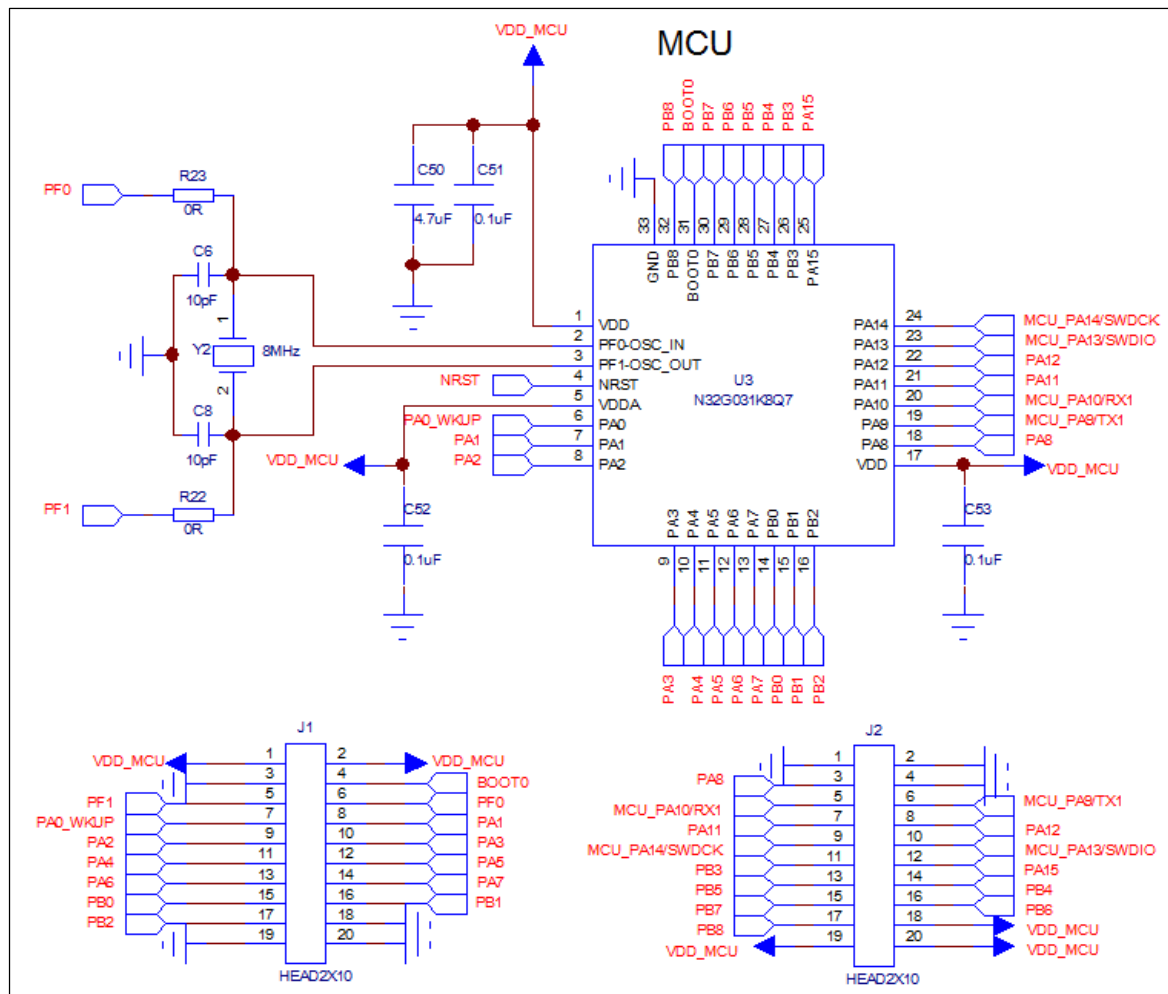 VDD_MCU
MCU
PB8
BOOT0
PB7
PB6
PB5
PB4
PB3
PA15
C50
4.7uF
C51
0.1uF
PF0
R23
0R
C6
10pF
1
Y2
8MHz
2
C8
10pF
PF1
R22
0R
33
32
31
30
29
28
27
26
25
GND
PB8
BOOT0
PB7
PB6
PB5
PB4
PB3
PA15
1 VDD
2 PF0-OSC_IN
3 PF1-OSC_OUT
NRST 4 NRST
5 VDDA
PA0_WKUP 6 PA0
PA1 7 PA1
PA2 8 PA2
VDD_MCU
C52
0.1uF
U3
N32G031K8Q7
PA14 24 MCU_PA14/SWDCK
PA13 23 MCU_PA13/SWDIO
PA12 22 PA12
PA11 21 PA11
PA10 20 MCU_PA10/RX1
PA9 19 MCU_PA9/TX1
PA8 18 PA8
VDD 17 VDD_MCU
C53
0.1uF
PA3
PA4
PA5
PA6
PA7
PB0
PB1
PB2
9
10
11
12
13
14
15
16
PA3
PA4
PA5
PA6
PA7
PB0
PB1
PB2
J1
VDD_MCU 1 2 VDD_MCU
3 4 BOOT0
PF1 5 6 PF0
PA0_WKUP 7 8 PA1
PA2 9 10 PA3
PA4 11 12 PA5
PA6 13 14 PA7
PB0 15 16 PB1
PB2 17 18
19 20
HEAD2X10
J2
1 2
PA8 3 4
MCU_PA10/RX1 5 6 MCU_PA9/TX1
PA11 7 8 PA12
MCU_PA14/SWDCK 9 10 MCU_PA13/SWDIO
PB3 11 12 PA15
PB5 13 14 PB4
PB7 15 16 PB6
PB8 17 18 VDD_MCU
VDD_MCU 19 20 VDD_MCU
HEAD2X10